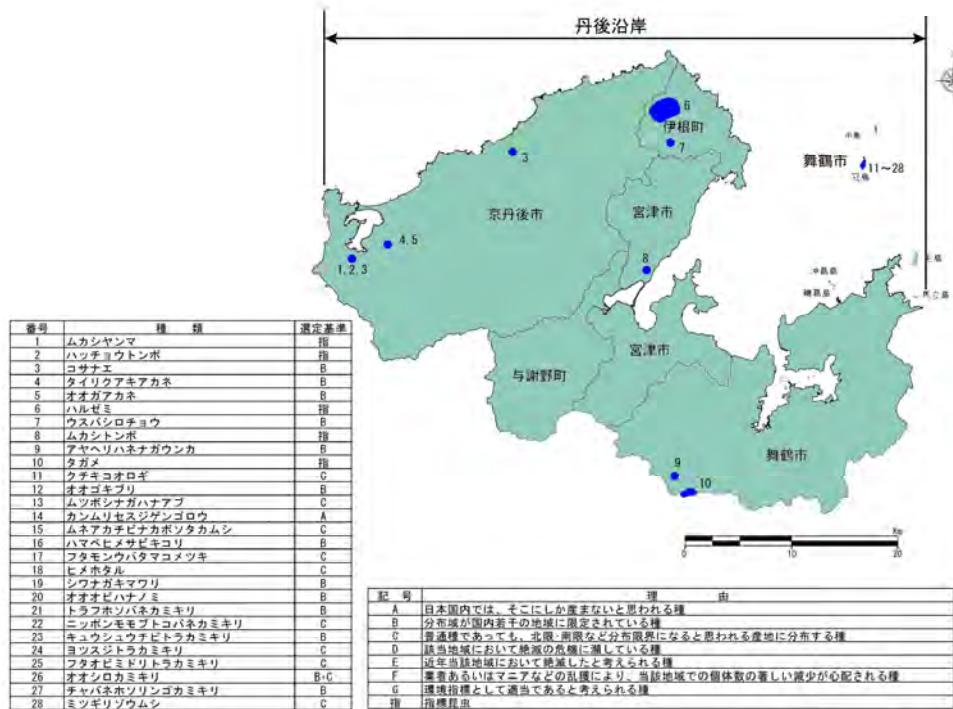 丹後沿岸
6
伊根町
7
3
小島
舞鶴市
11～28
京丹後市
宮津市
4, 5
1, 2, 3
8
沖葛島
磯葛島
毛島
馬立島
宮津市
与謝野町
舞鶴市
9
10
Km
0 10 20
番号 種 類 選定基準
1 ムカシヤンマ 指
2 ハッチョウトンボ 指
3 コサナエ B
4 タイリクアキアカネ B
5 オオガアカネ B
6 ハルゼミ 指
7 ウスバシロチョウ B
8 ムカシトンボ 指
9 アヤヘリハネナガウンカ B
10 タガメ 指
11 クチキコオロギ C
12 オオゴキブリ B
13 ムツボシナガハナアブ C
14 カンムリセスジゲンゴロウ A
15 ムネアカチビナカボソタカムシ C
16 ハマベヒメサビキコリ B
17 フタモンウバタマコメツキ C
18 ヒメホタル C
19 シワナガキマワリ B
20 オオオビハナノミ B
21 トラフホソバネカミキリ B
22 ニッポンモモブトコバネカミキリ C
23 キュウシュウチビトラカミキリ B
24 ヨツスジトラカミキリ C
25 フタオビミドリトラカミキリ C
26 オオシロカミキリ B・C
27 チャバネホソリンゴカミキリ B
28 ミツギリゾウムシ C
記 号 理 由
A 日本国内では、そこにしか産まないと思われる種
B 分布域が国内若干の地域に限定されている種
C 普通種であっても、北限・南限など分布限界になると思われる産地に分布する種
D 該当地域において絶滅の危機に瀕している種
E 近年当該地域において絶滅したと考えられる種
F 業者あるいはマニアなどの乱獲により、当該地域での個体数の著しい減少が心配される種
G 環境指標として適当であると考えられる種
指 指標昆虫